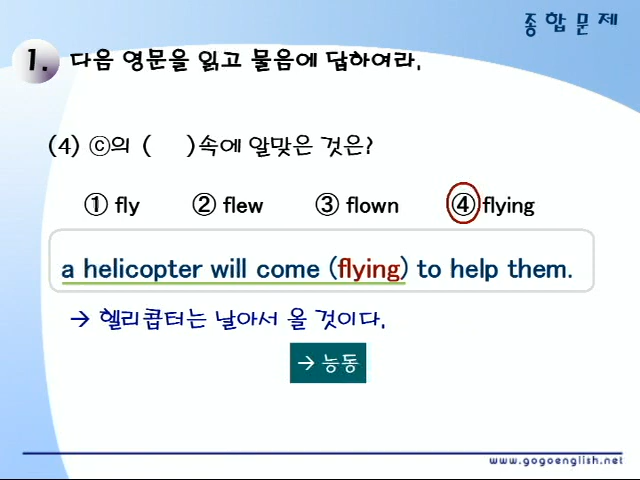 종합문제
1. 다음 영문을 읽고 물음에 답하여라.
(4) ⓒ의 (    )속에 알맞은 것은?
① fly ② flew ③ flown ④ flying
a helicopter will come (flying) to help them.
→ 헬리콥터는 날아서 올 것이다.
→ 능동
www.gogoenglish.net